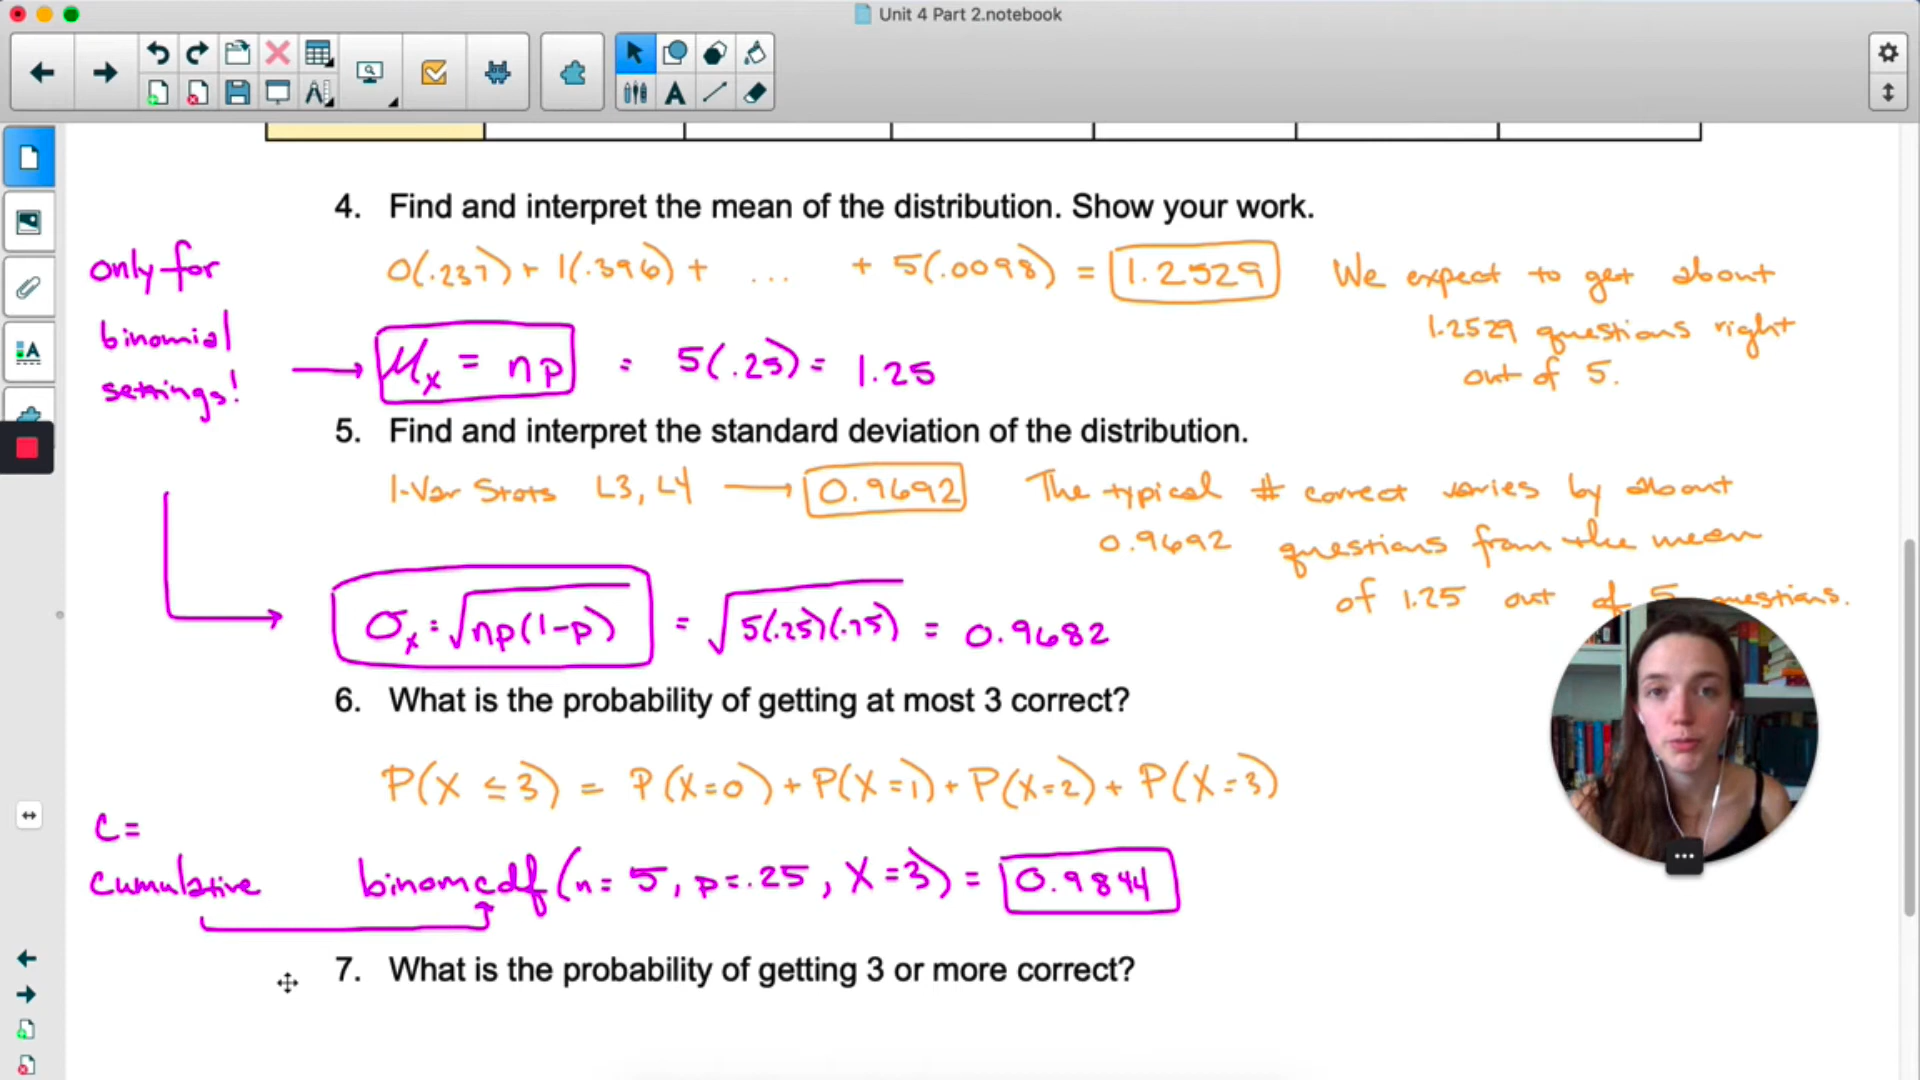 Unit 4 Part 2.notebook
4. Find and interpret the mean of the distribution. Show your work.
0(.237) + 1(.396) + ... + 5(.0098) = 1.2529
We expect to get about
1.2529 questions right
out of 5.
only for
binomial
settings!
μx = np = 5(.25) = 1.25
5. Find and interpret the standard deviation of the distribution.
1-Var Stats L3, L4 → 0.9692
The typical # correct varies by about
0.9692 questions from the mean
of 1.25 out of 5 questions.
σx = √np(1-p) = √5(.25)(.75) = 0.9682
6. What is the probability of getting at most 3 correct?
P(X ≤ 3) = P(X=0) + P(X=1) + P(X=2) + P(X=3)
C =
cumulative
binomcdf(n= 5, p=.25, X=3) = 0.9844
7. What is the probability of getting 3 or more correct?